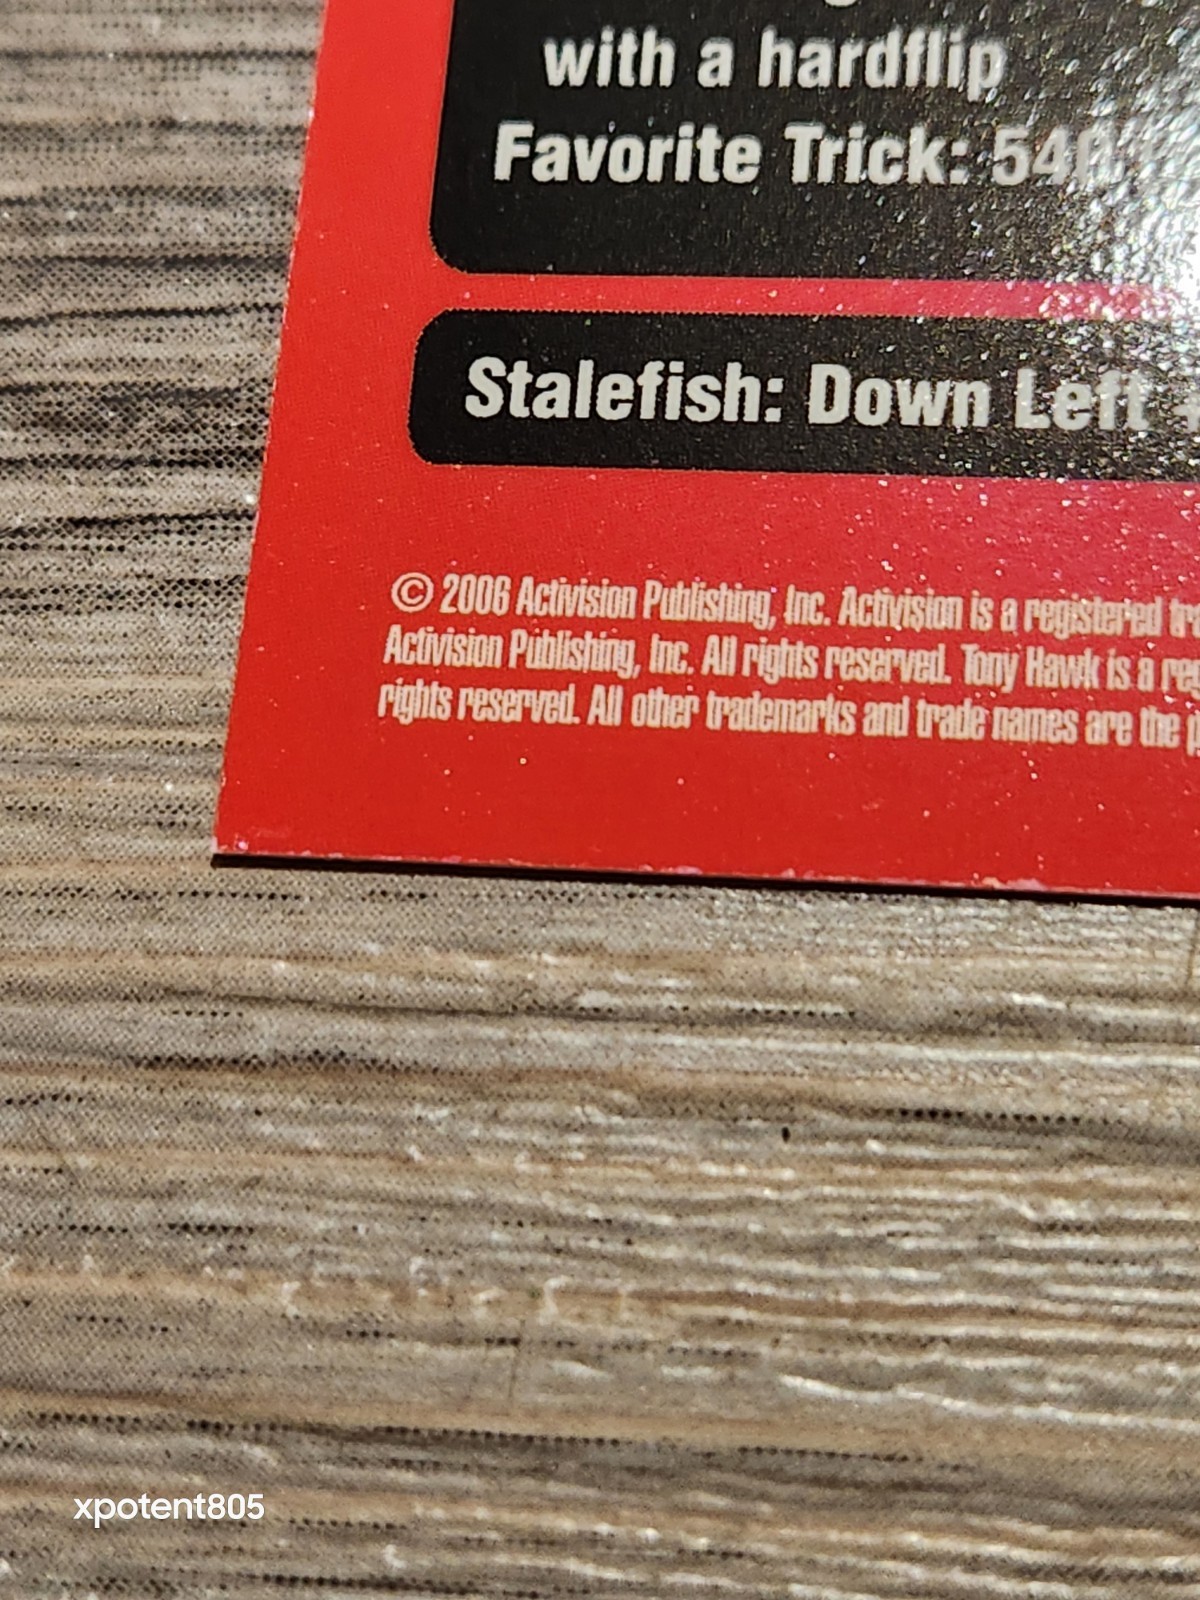 with a hardflip
Favorite Trick: 540
Stalefish: Down Left +
© 2006 Activision Publishing, Inc. Activision is a registered
Activision Publishing, Inc. All rights reserved. Tony Hawk is a
rights reserved. All other trademarks and trade names are the
xpotent805